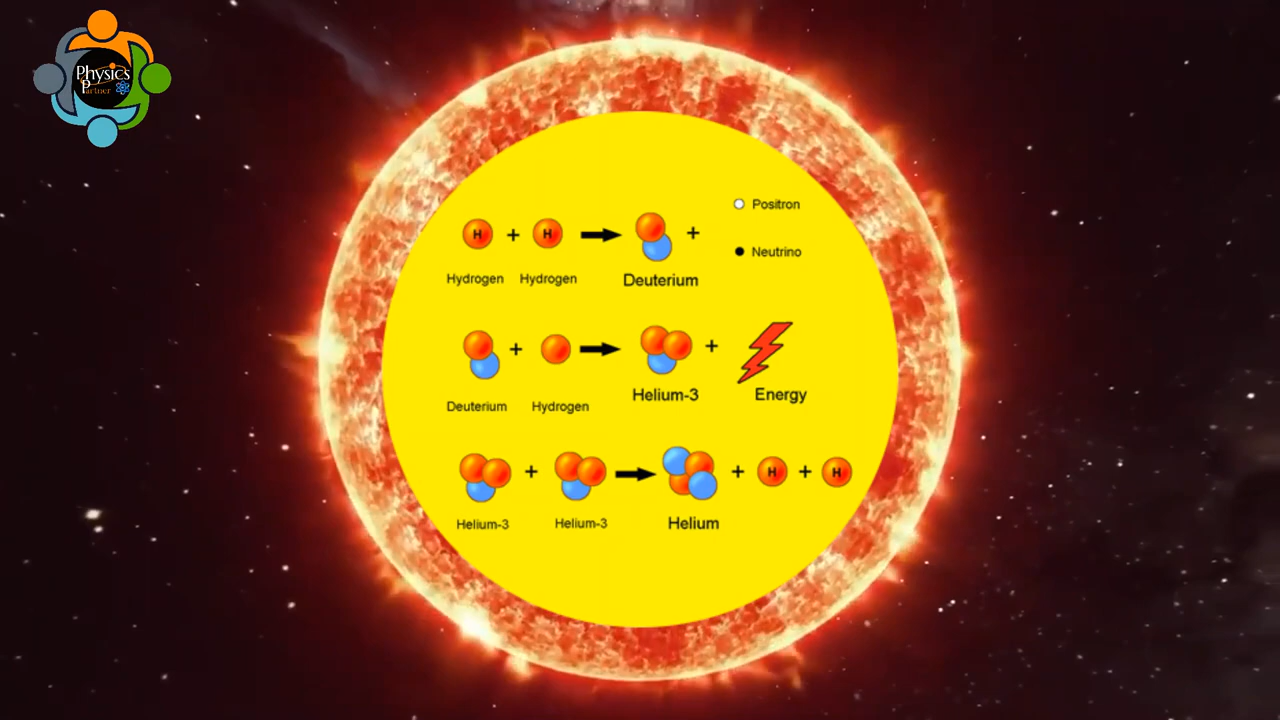 Physics
Partner
Positron
H + H +
Neutrino
Hydrogen Hydrogen Deuterium
+ +
Helium-3 Energy
Deuterium Hydrogen
+ + H + H
Helium-3 Helium-3 Helium